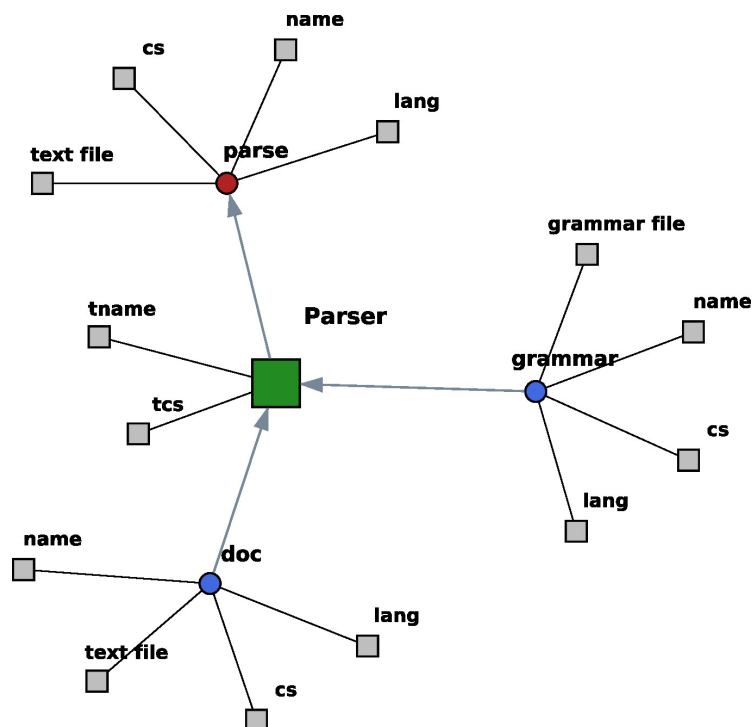 name
cs
lang
parse
text file
grammar file
tname
name
Parser
grammar
tcs
cs
lang
name
doc
lang
text file
cs